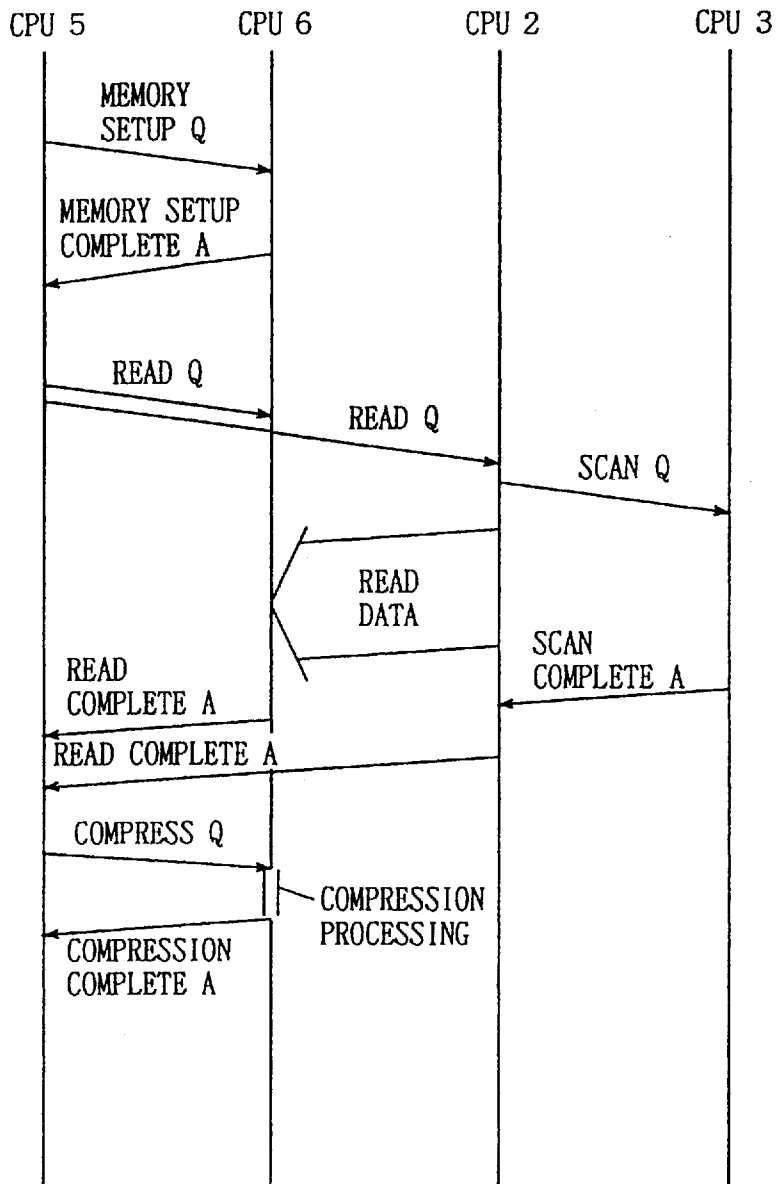 CPU 5
CPU 6
CPU 2
CPU 3
MEMORY
SETUP Q
MEMORY SETUP
COMPLETE A
READ Q
READ Q
SCAN Q
READ
DATA
SCAN
COMPLETE A
READ
COMPLETE A
READ COMPLETE A
COMPRESS Q
COMPRESSION
PROCESSING
COMPRESSION
COMPLETE A